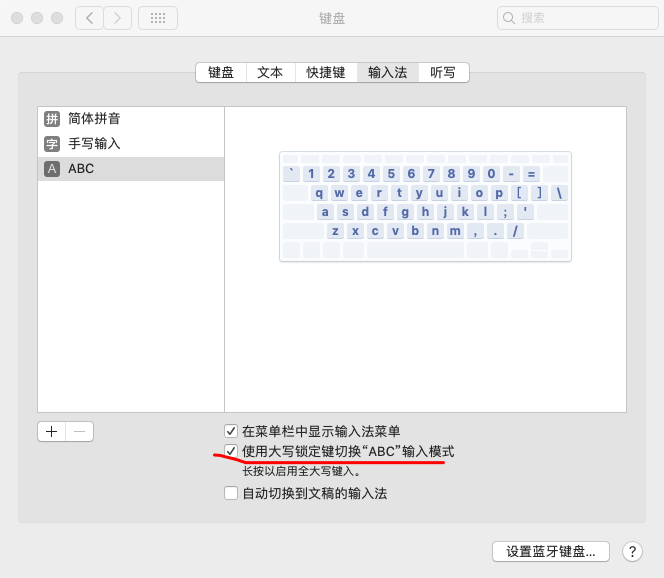 键盘
搜索
键盘 文本 快捷键 输入法 听写
拼 简体拼音
字 手写输入
A ABC
` 1 2 3 4 5 6 7 8 9 0 - =
q w e r t y u i o p [ ] \
a s d f g h j k l ; '
z x c v b n m , . /
+ −
在菜单栏中显示输入法菜单
使用大写锁定键切换“ABC”输入模式
长按以启用全大写键入。
自动切换到文稿的输入法
设置蓝牙键盘... ?